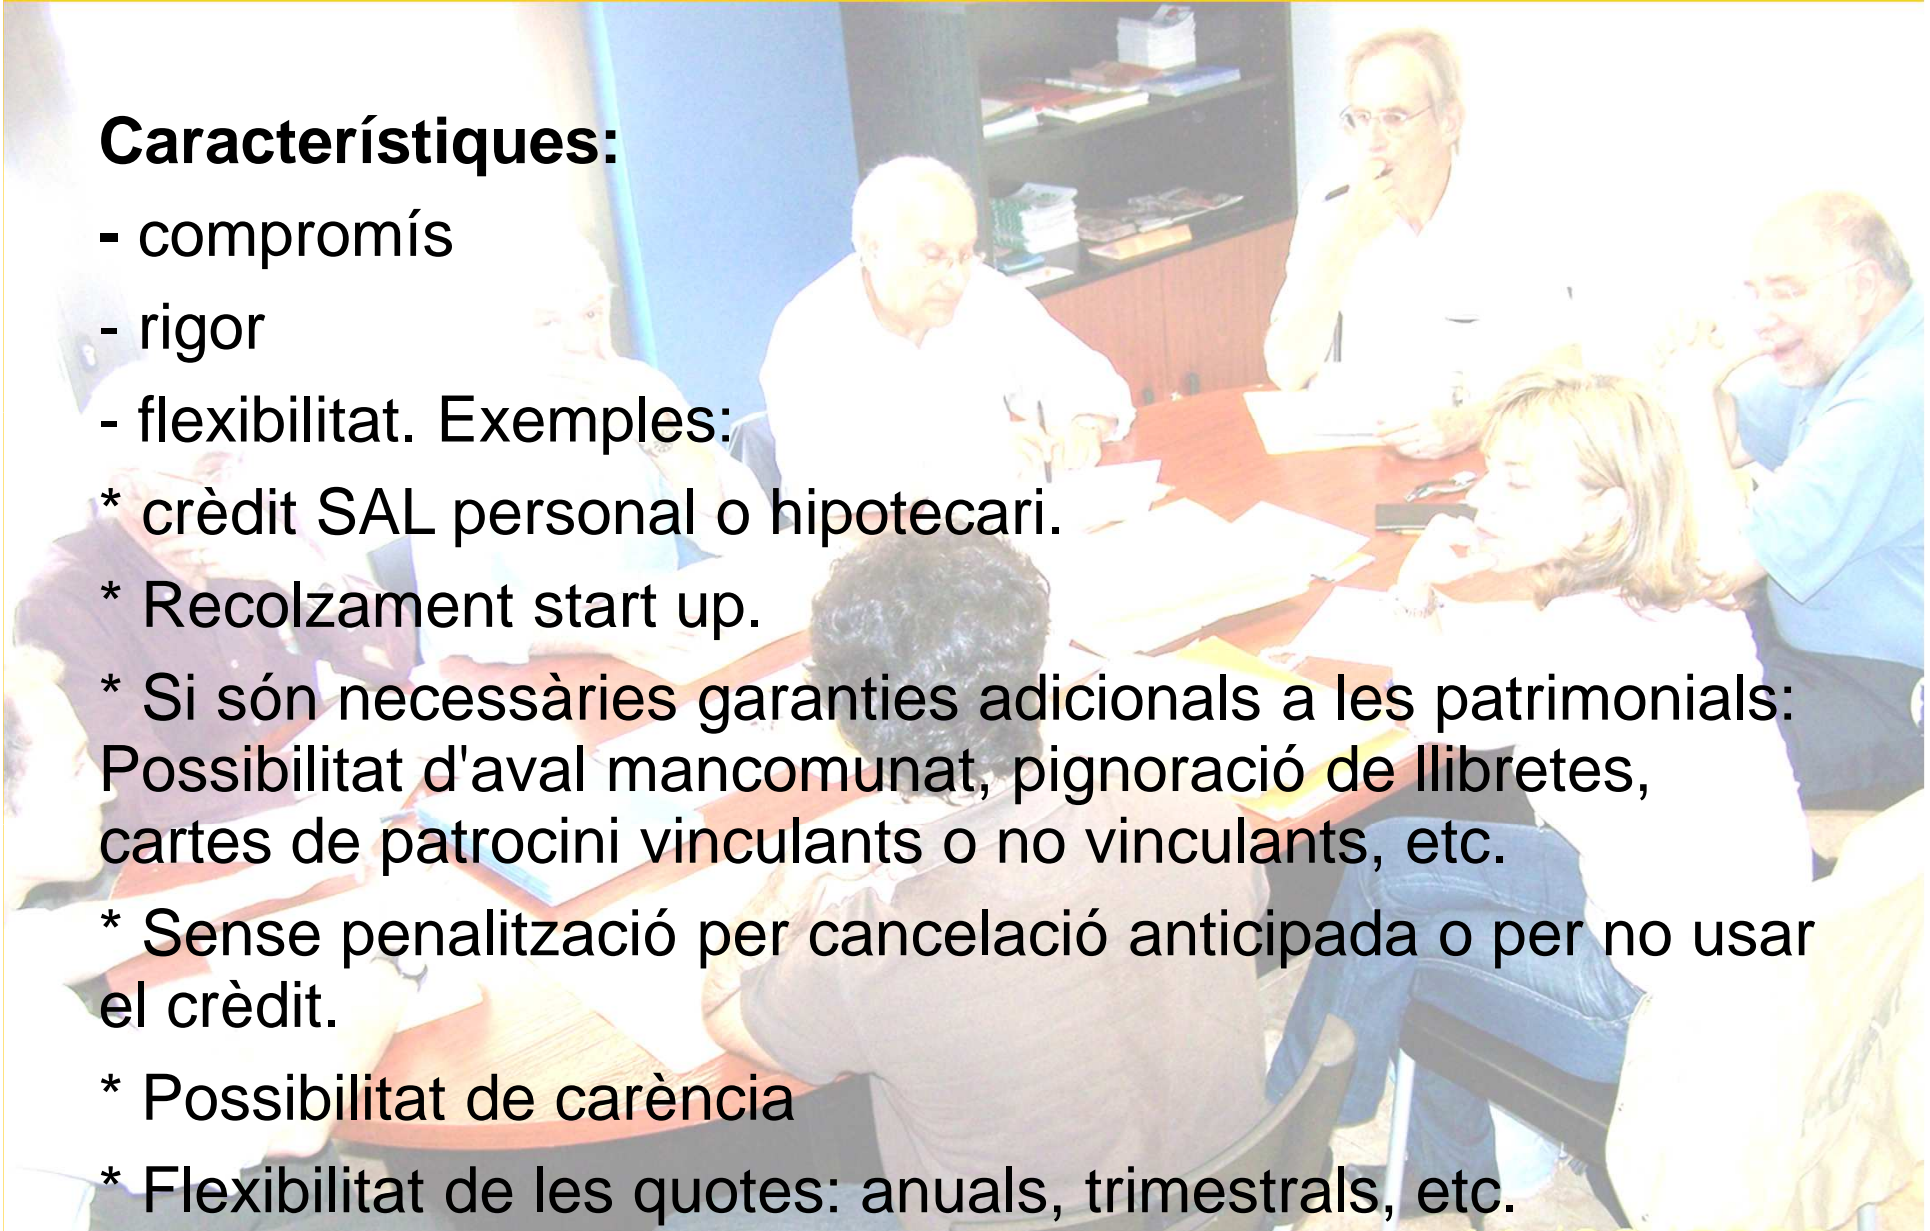 Característiques:
- compromís
- rigor
- flexibilitat. Exemples:
* crèdit SAL personal o hipotecari.
* Recolzament start up.
* Si són necessàries garanties adicionals a les patrimonials:
Possibilitat d'aval mancomunat, pignoració de llibretes,
cartes de patrocini vinculants o no vinculants, etc.
* Sense penalització per cancelació anticipada o per no usar
el crèdit.
* Possibilitat de carència
* Flexibilitat de les quotes: anuals, trimestrals, etc.